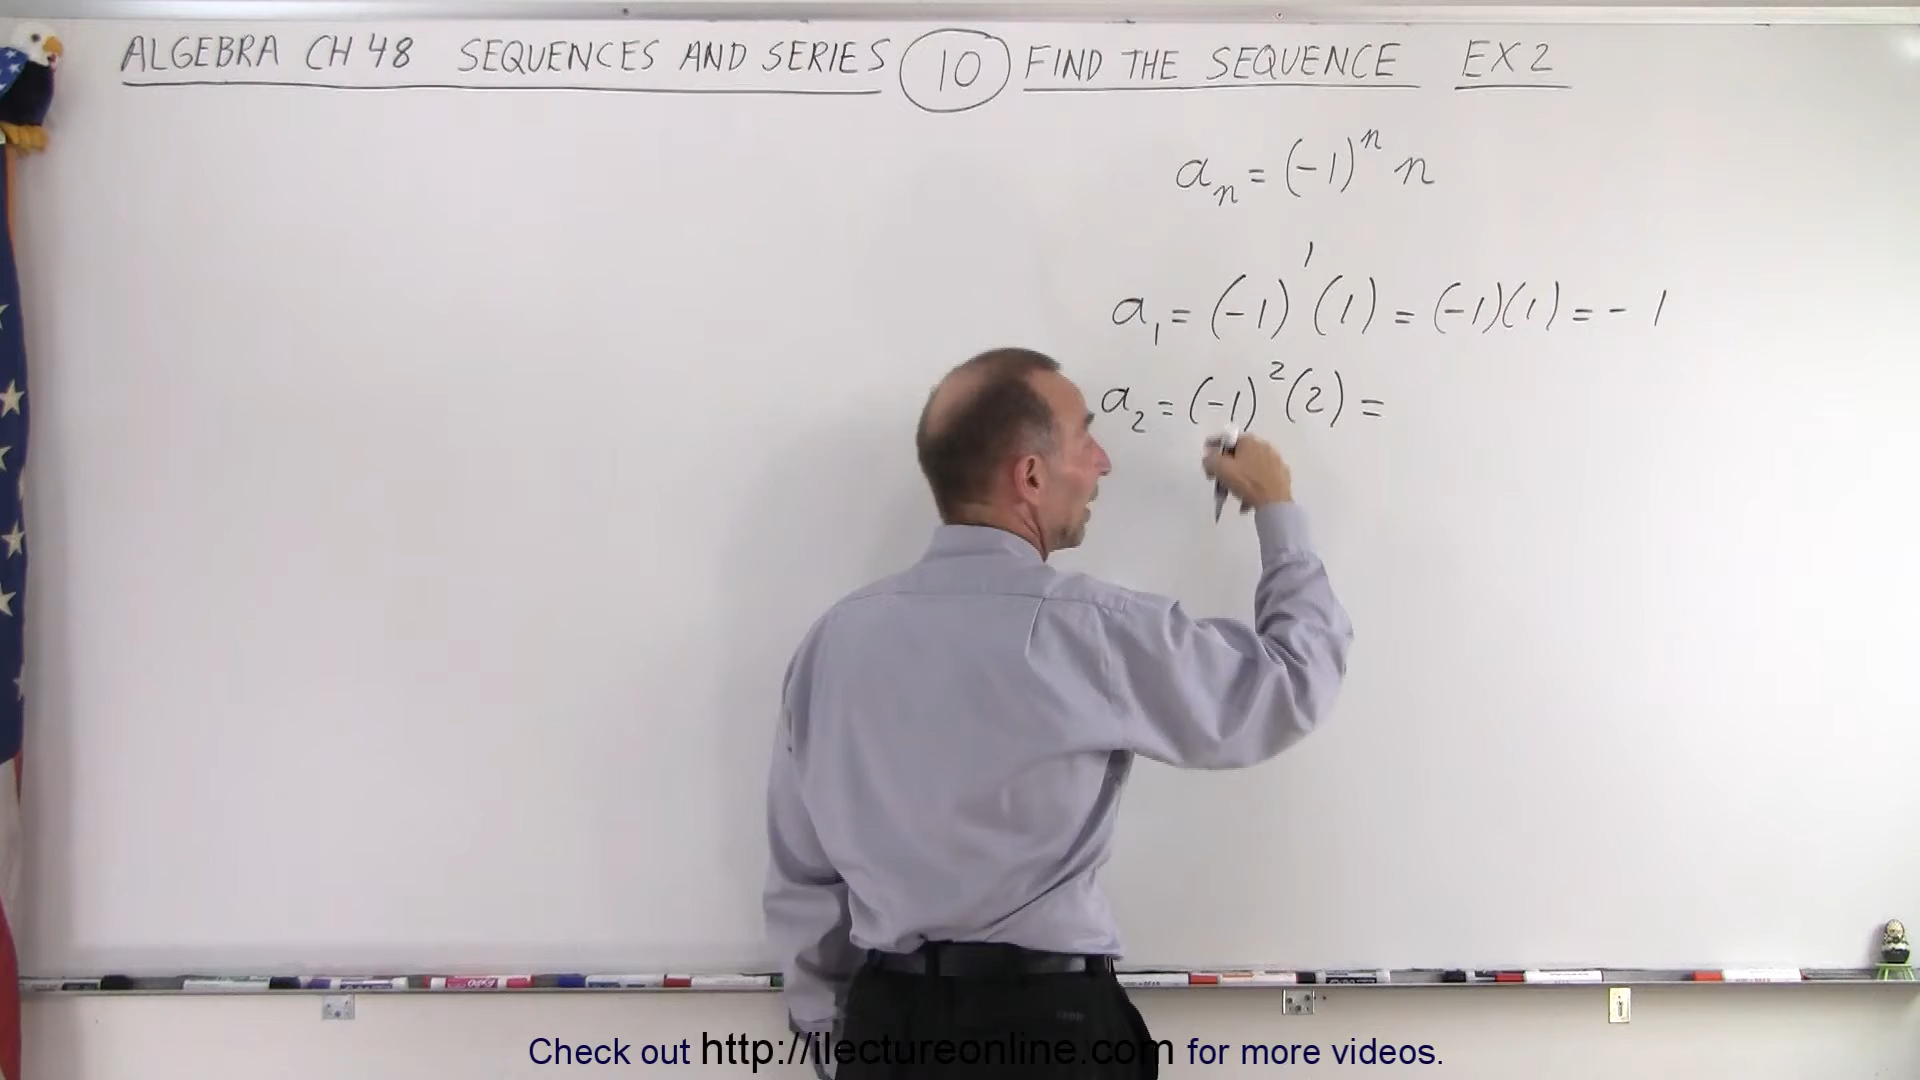 ALGEBRA CH 48 SEQUENCES AND SERIES 10 FIND THE SEQUENCE EX 2
aₙ = (-1)ⁿ n
a₁ = (-1)¹ (1) = (-1)(1) = - 1
a₂ = (-1)² (2) =
Check out http://ilectureonline.com for more videos.